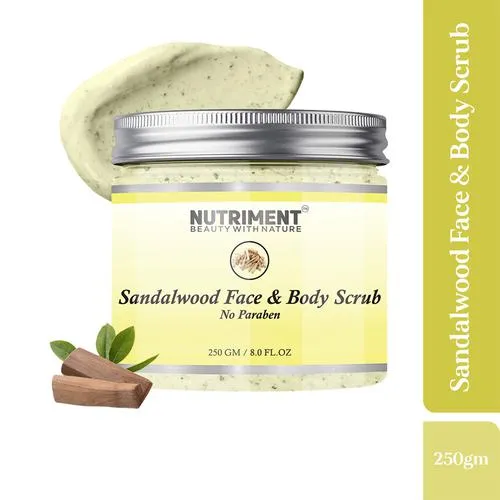 NUTRIMENT
BEAUTY WITH NATURE
Sandalwood Face & Body Scrub
No Paraben
250 GM / 8.0 FL.OZ
Sandalwood Face & Body Scrub
250gm